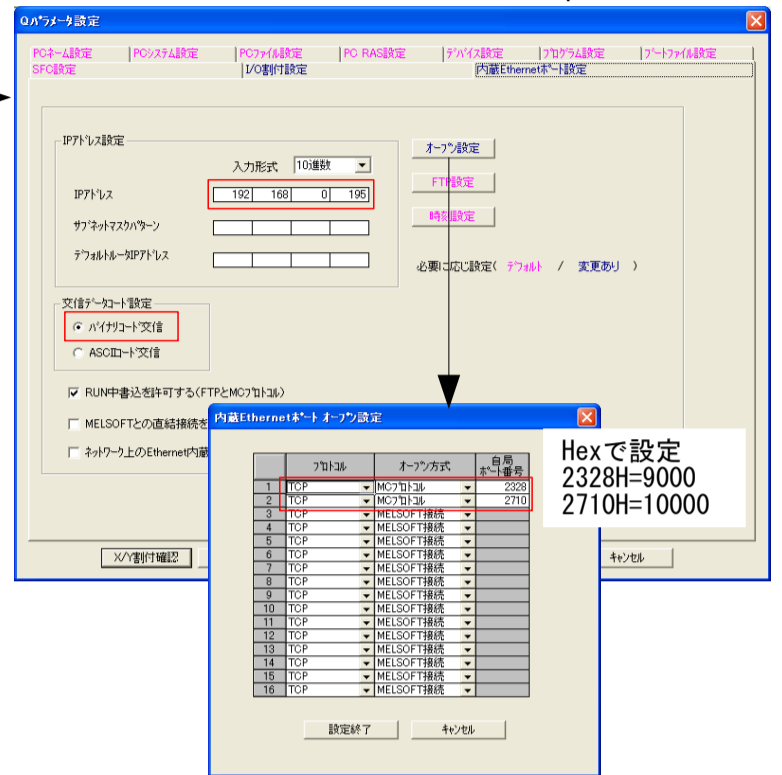 Qﾊﾟﾗﾒｰﾀ設定
PCﾈｰﾑ設定 PCｼｽﾃﾑ設定 PCﾌｧｲﾙ設定 PC RAS設定 ﾃﾞﾊﾞｲｽ設定 ﾌﾟﾛｸﾞﾗﾑ設定 ﾌﾞｰﾄﾌｧｲﾙ設定
SFC設定 I/O割付設定 内蔵Ethernetﾎﾟｰﾄ設定
IPｱﾄﾞﾚｽ設定
入力形式 10進数
オｰﾌﾟﾝ設定
IPｱﾄﾞﾚｽ 192 168 0 195
FTP設定
ｻﾌﾞﾈｯﾄﾏｽｸﾊﾟﾀｰﾝ
時刻設定
ﾃﾞﾌｫﾙﾄﾙｰﾀIPｱﾄﾞﾚｽ
必要に応じ設定( ﾃﾞﾌｫﾙﾄ / 変更あり )
交信ﾃﾞｰﾀｺｰﾄﾞ設定
ﾊﾞｲﾅﾘｺｰﾄﾞ交信
ASCIIｺｰﾄﾞ交信
RUN中書込を許可する(FTPとMCﾌﾟﾛﾄｺﾙ)
MELSOFTとの直結接続を
ﾈｯﾄﾜｰｸ上のEthernet内蔵
X/Y割付確認 ｷｬﾝｾﾙ
内蔵Ethernetﾎﾟｰﾄ ｵｰﾌﾟﾝ設定
ﾌﾟﾛﾄｺﾙ ｵｰﾌﾟﾝ方式 自局
ﾎﾟｰﾄ番号
1 TCP MCﾌﾟﾛﾄｺﾙ 2328
2 TCP MCﾌﾟﾛﾄｺﾙ 2710
3 TCP MELSOFT接続
4 TCP MELSOFT接続
5 TCP MELSOFT接続
6 TCP MELSOFT接続
7 TCP MELSOFT接続
8 TCP MELSOFT接続
9 TCP MELSOFT接続
10 TCP MELSOFT接続
11 TCP MELSOFT接続
12 TCP MELSOFT接続
13 TCP MELSOFT接続
14 TCP MELSOFT接続
15 TCP MELSOFT接続
16 TCP MELSOFT接続
設定終了 ｷｬﾝｾﾙ
Hexで設定
2328H=9000
2710H=10000